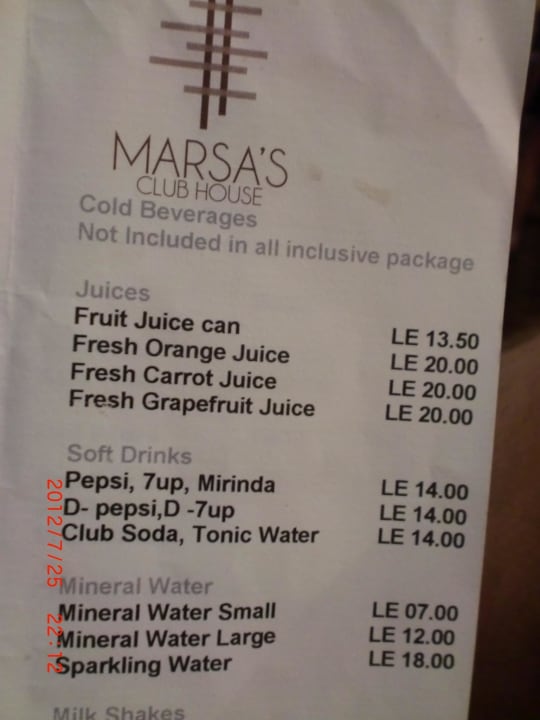 MARSA'S
CLUB HOUSE
Cold Beverages
Not Included in all inclusive package
Juices
Fruit Juice can LE 13.50
Fresh Orange Juice LE 20.00
Fresh Carrot Juice LE 20.00
Fresh Grapefruit Juice LE 20.00
Soft Drinks
Pepsi, 7up, Mirinda LE 14.00
D- pepsi,D -7up LE 14.00
Club Soda, Tonic Water LE 14.00
Mineral Water
Mineral Water Small LE 07.00
Mineral Water Large LE 12.00
Sparkling Water LE 18.00
Milk Shakes
2012/7/25 22:12